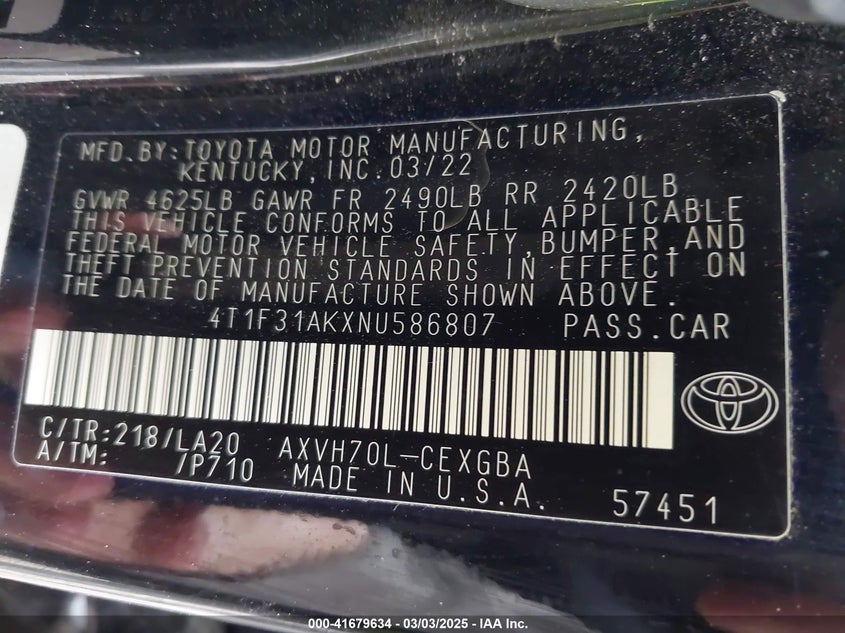 MFD.BY:TOYOTA MOTOR MANUFACTURING,
KENTUCKY,INC.03/22
GVWR 4625LB GAWR FR 2490LB RR 2420LB
THIS VEHICLE CONFORMS TO ALL APPLICABLE
FEDERAL MOTOR VEHICLE SAFETY,BUMPER,AND
THEFT PREVENTION STANDARDS IN EFFECT ON
THE DATE OF MANUFACTURE SHOWN ABOVE.
4T1F31AKXNU586807 PASS.CAR
C/TR:218/LA20 AXVH70L-CEXGBA
A/TM: /P710 MADE IN U.S.A. 57451
000-41679634 / 03/03/2025 - IAA Inc.